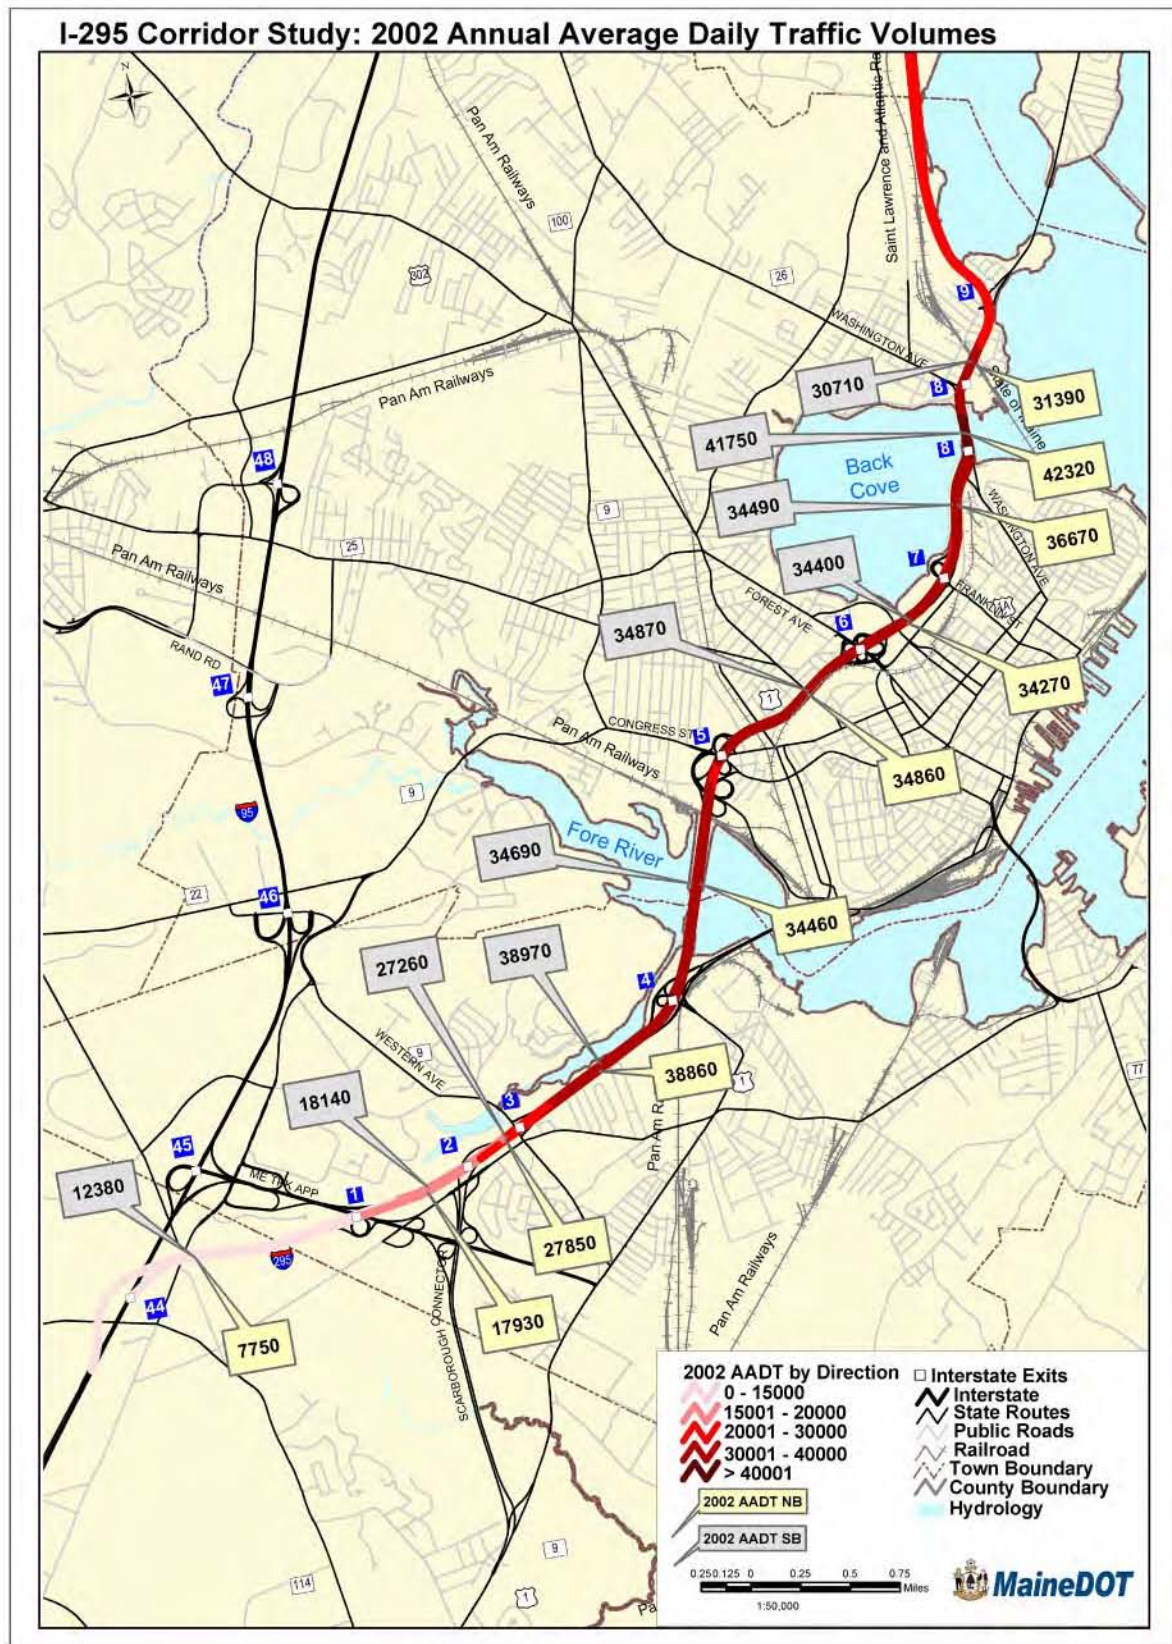 I-295 Corridor Study: 2002 Annual Average Daily Traffic Volumes
N
Saint Lawrence and Atlantic Ra
Pan Am Railways
100
302
26
9
WASHINGTON AVE
30710
8
31390
Pan Am Railways
41750
48
8
42320
Back
Cove
34490
9
WASHINGTON AVE
36670
25
Pan Am Railways
34400
7
FRANKLIN ST
1A
FOREST AVE
6
34870
RAND RD
47
34270
1
CONGRESS ST
5
Pan Am Railways
34860
9
95
Fore River
34690
22
46
34460
38970
27260
4
WESTERN AVE
9
38860
1
77
18140
3
2
Pan Am R
45
ME TPK APP
12380
1
27850
295
SCARBOROUGH CONNECTOR
Pan Am Railways
44
17930
7750
9
114
1
Pa
2002 AADT by Direction
0 - 15000
15001 - 20000
20001 - 30000
30001 - 40000
> 40001
2002 AADT NB
2002 AADT SB
Interstate Exits
Interstate
State Routes
Public Roads
Railroad
Town Boundary
County Boundary
Hydrology
0.25 0.125 0 0.25 0.5 0.75
Miles
1:50,000
MaineDOT